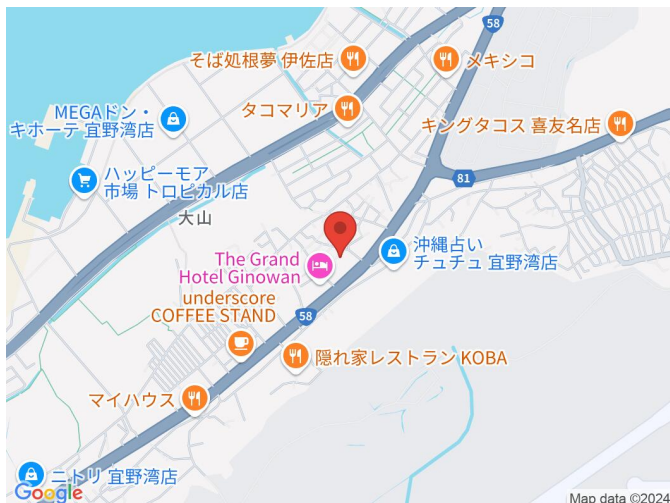 58
そば処根夢 伊佐店
メキシコ
タコマリア
MEGAドン・
キホーテ 宜野湾店
キングタコス 喜友名店
ハッピーモア
市場 トロピカル店
81
大山
沖縄占い
チュチュ 宜野湾店
The Grand
Hotel Ginowan
underscore
COFFEE STAND
58
隠れ家レストラン KOBA
マイハウス
ニトリ 宜野湾店
Google
Map data ©2024